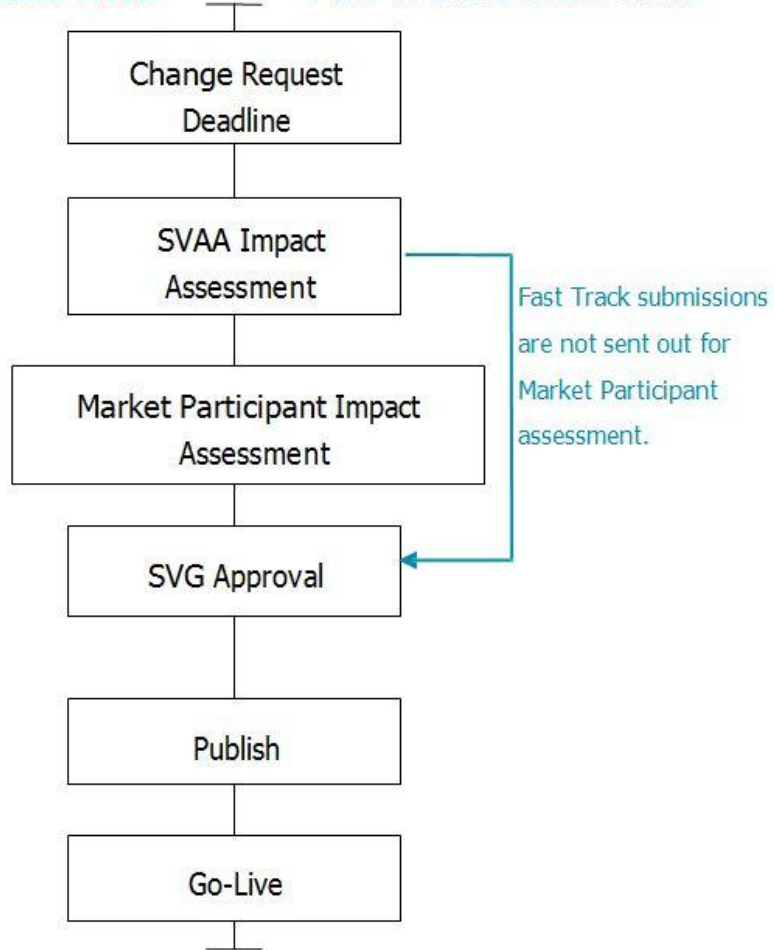 Change Request
Deadline
SVAA Impact
Assessment
Fast Track submissions
are not sent out for
Market Participant
assessment.
Market Participant Impact
Assessment
SVG Approval
Publish
Go-Live